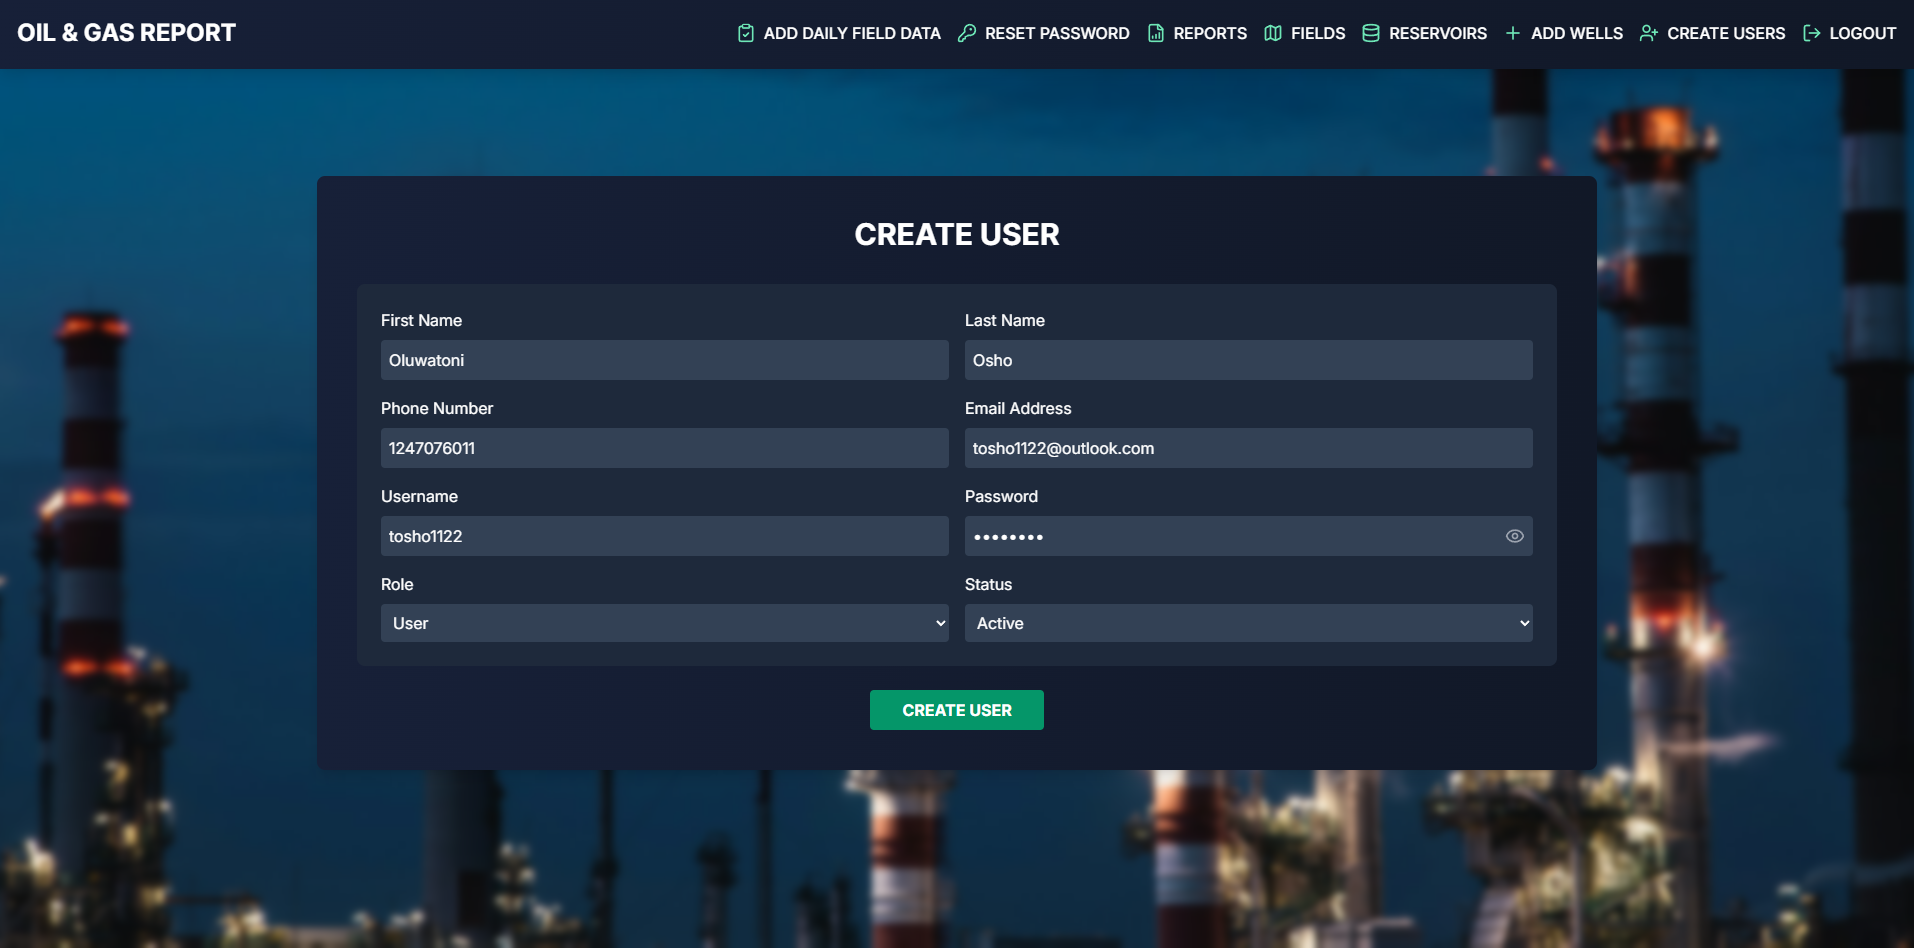 OIL & GAS REPORT
ADD DAILY FIELD DATA RESET PASSWORD REPORTS FIELDS RESERVOIRS ADD WELLS CREATE USERS LOGOUT
CREATE USER
First Name Last Name
Oluwatoni Osho
Phone Number Email Address
1247076011 tosho1122@outlook.com
Username Password
tosho1122 ••••••••
Role Status
User Active
CREATE USER